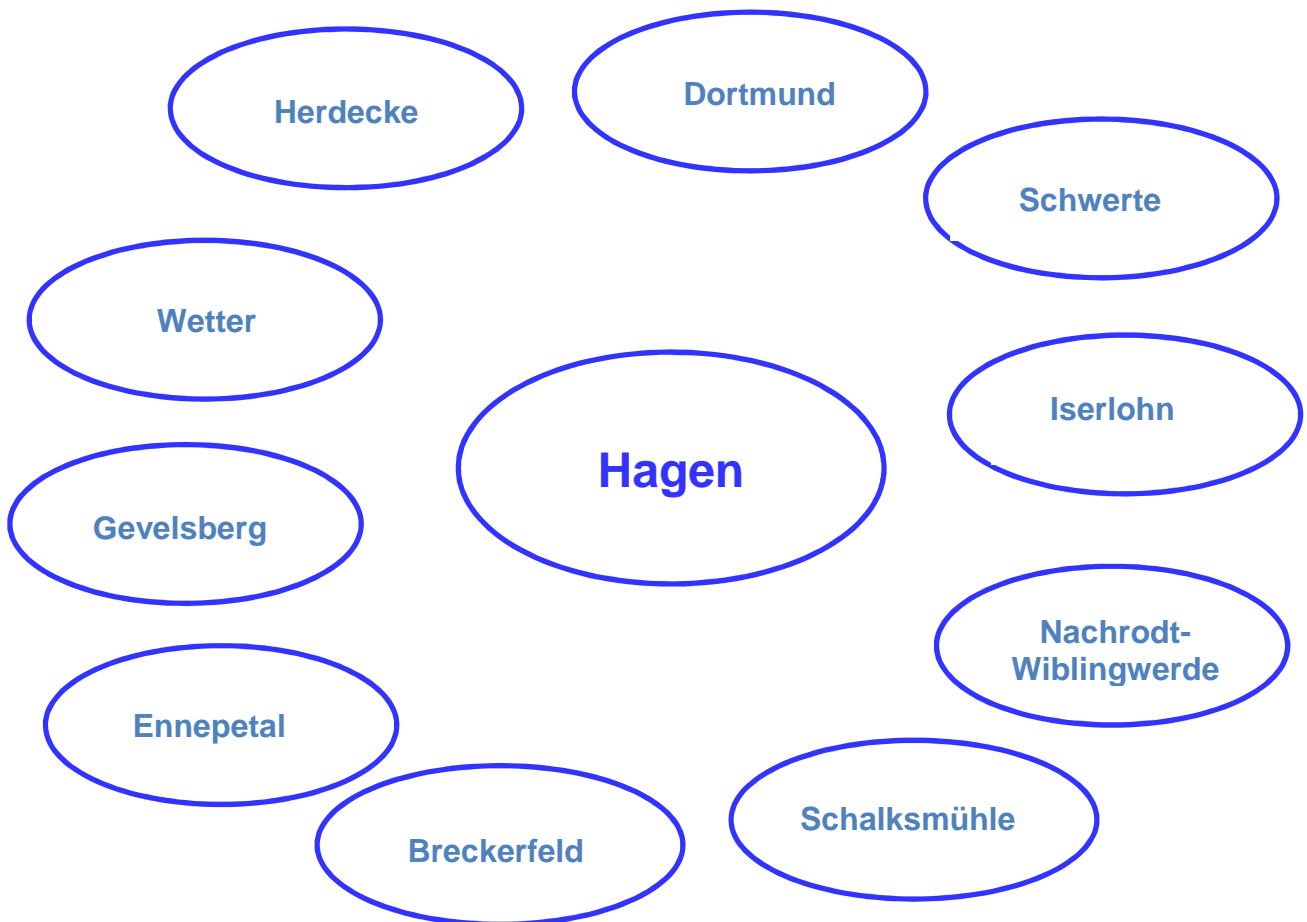 Dortmund
Herdecke
Schwerte
Wetter
Iserlohn
Hagen
Gevelsberg
Nachrodt-
Wiblingwerde
Ennepetal
Schalksmühle
Breckerfeld